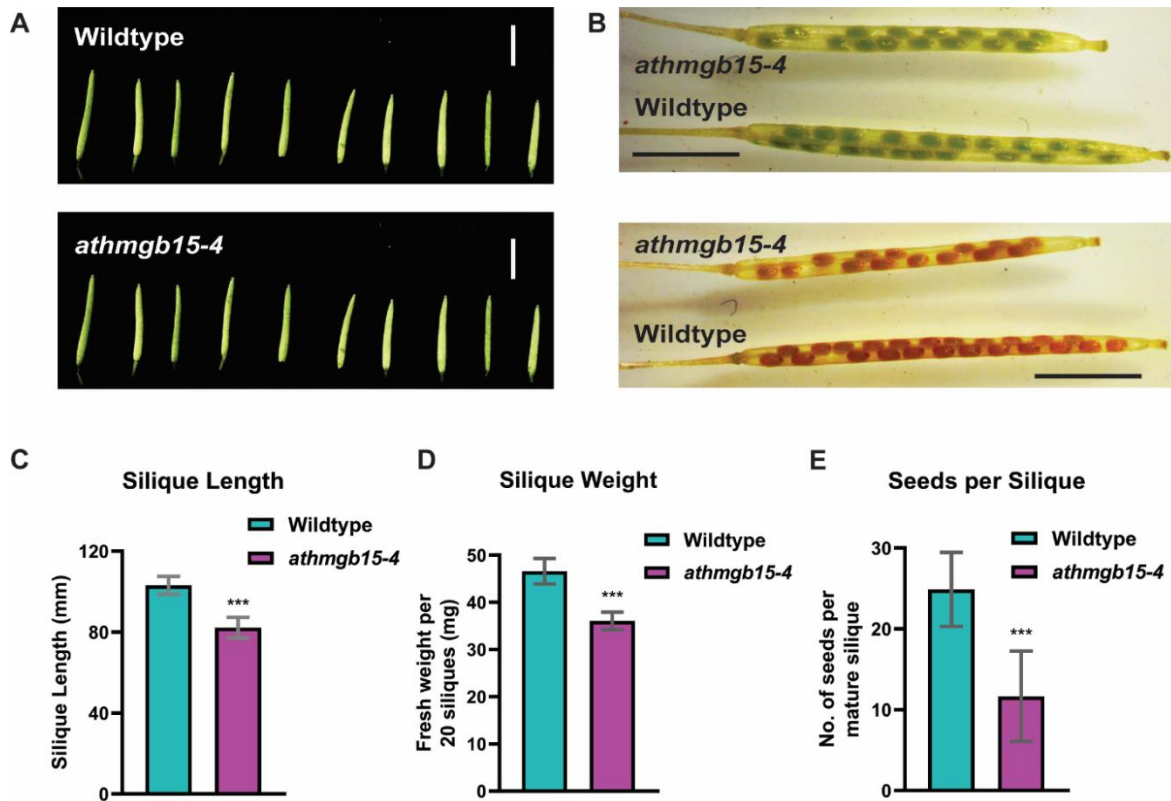 A
Wildtype
athmgb15-4
B
athmgb15-4
Wildtype
athmgb15-4
Wildtype
C
Silique Length
Wildtype
athmgb15-4
Silique Length (mm)
120
80
40
0
***
D
Silique Weight
Wildtype
athmgb15-4
Fresh weight per
20 siliques (mg)
50
40
30
20
10
0
***
E
Seeds per Silique
Wildtype
athmgb15-4
No. of seeds per
mature silique
30
20
10
0
***